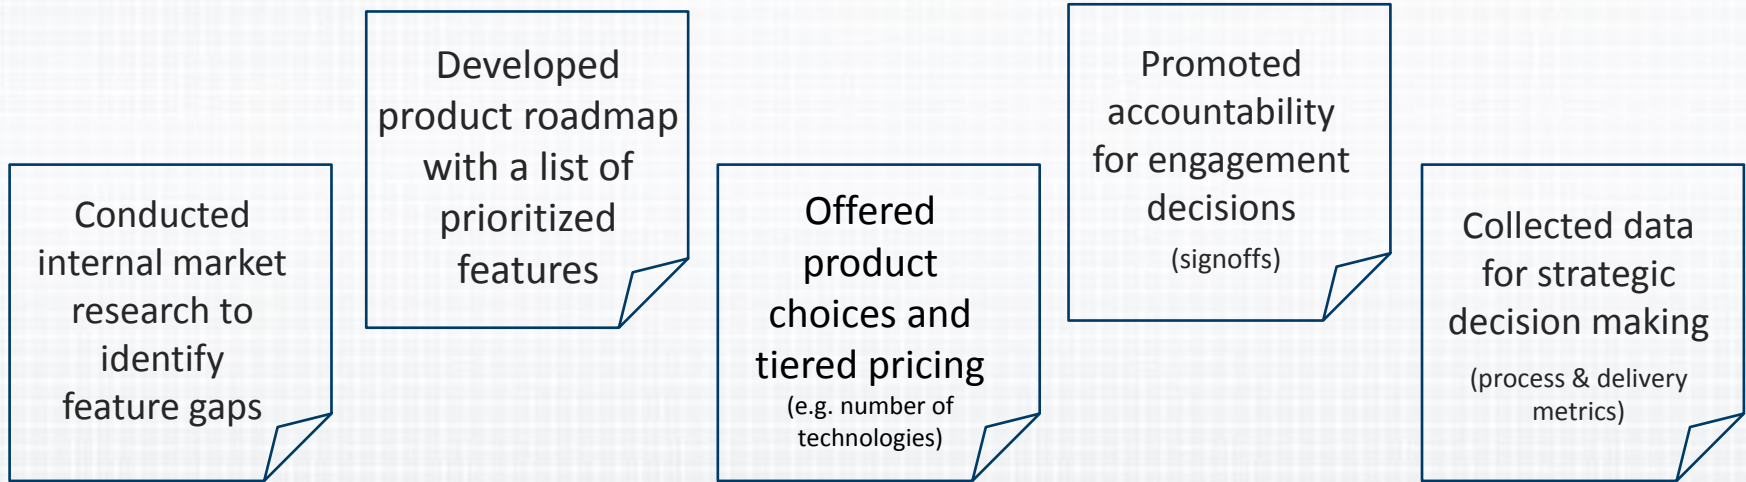 Conducted
internal market
research to
identify
feature gaps
Developed
product roadmap
with a list of
prioritized
features
Offered
product
choices and
tiered pricing
(e.g. number of
technologies)
Promoted
accountability
for engagement
decisions
(signoffs)
Collected data
for strategic
decision making
(process & delivery
metrics)